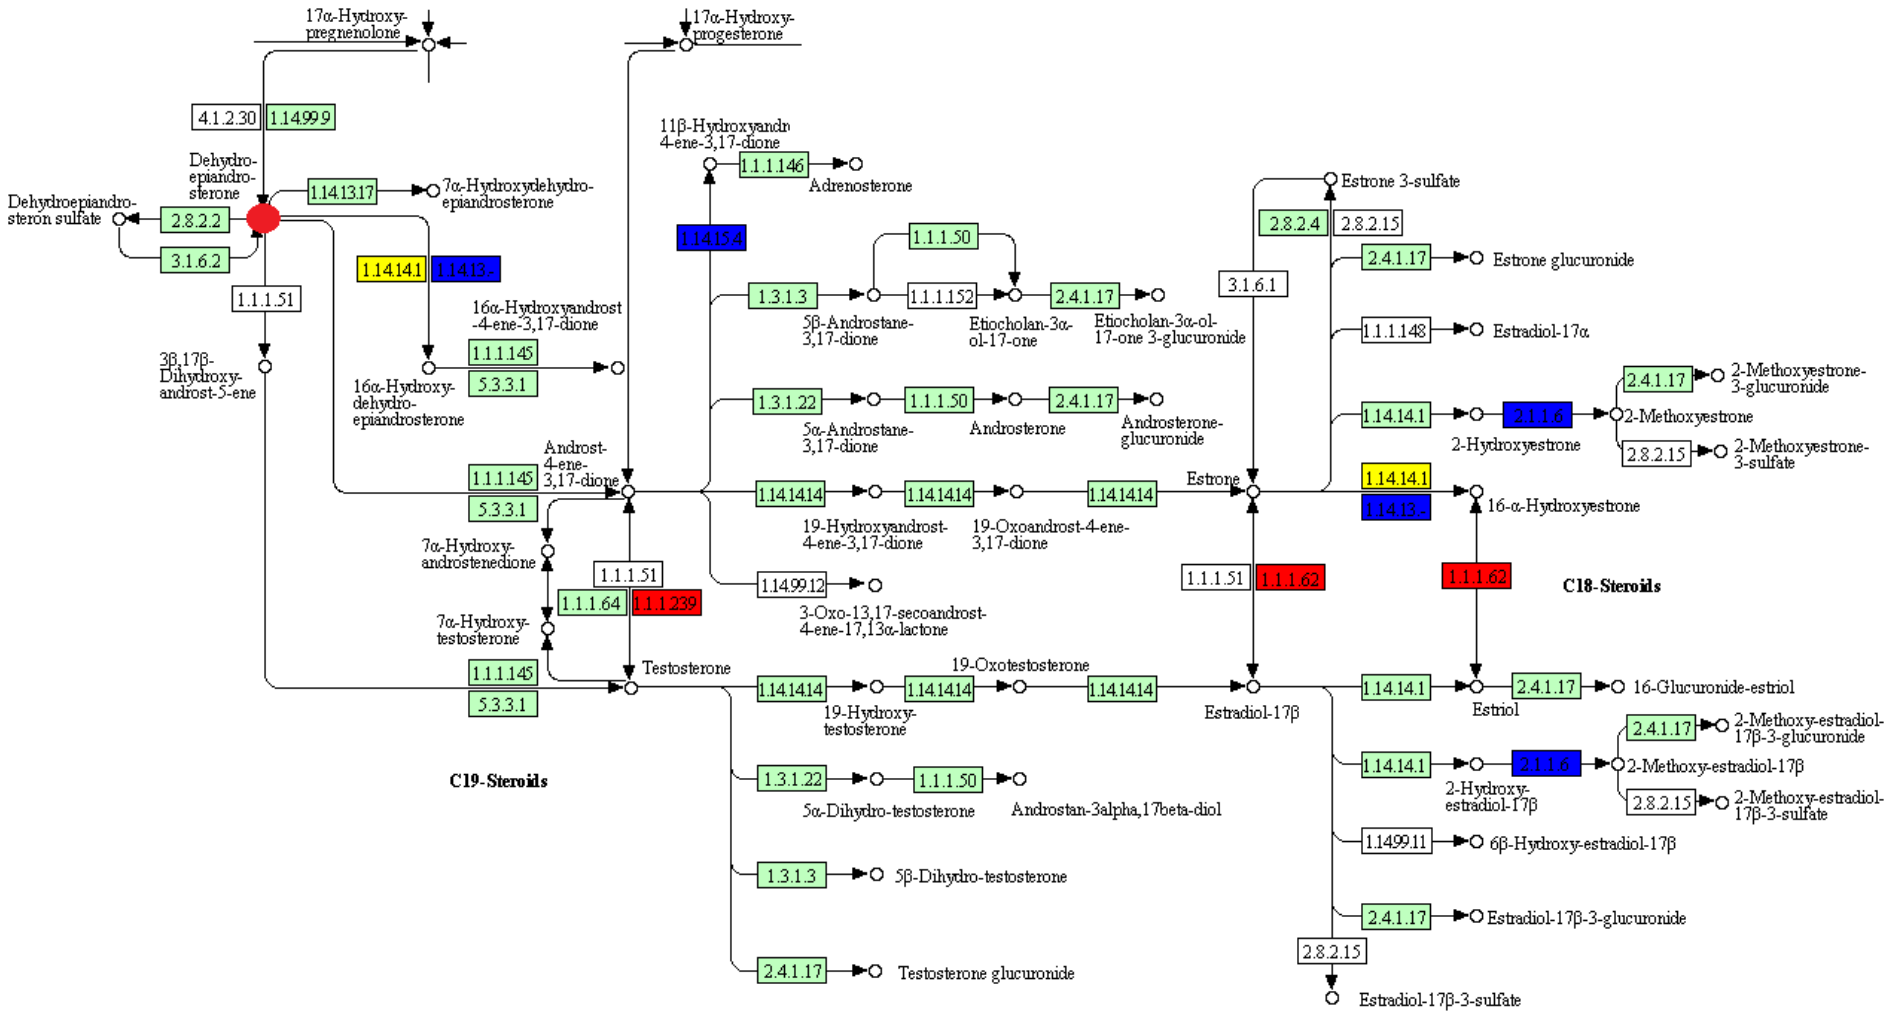 17α-Hydroxy-
pregnenolone
17α-Hydroxy-
progesterone
4.1.2.30
1.14.99.9
Dehydro-
epiandro-
sterone
Dehydroepiandro-
steron sulfate
2.8.2.2
3.1.6.2
1.14.13.17
7α-Hydroxydehydro-
epiandrosterone
1.14.14.1
1.14.13.-
1.1.1.51
3β,17β-
Dihydroxy-
androst-5-ene
16α-Hydroxyandrost
-4-ene-3,17-dione
1.1.1.145
5.3.3.1
16α-Hydroxy-
dehydro-
epiandrosterone
11β-Hydroxyandr
4-ene-3,17-dione
1.1.1.146
Adrenosterone
1.14.15.4
1.1.1.50
1.3.1.3
1.1.1.152
2.4.1.17
5β-Androstane-
3,17-dione
Etiocholan-3α-
ol-17-one
Etiocholan-3α-ol-
17-one 3-glucuronide
1.3.1.22
1.1.1.50
2.4.1.17
5α-Androstane-
3,17-dione
Androsterone
Androsterone-
glucuronide
Androst-
4-ene-
3,17-dione
1.1.1.145
5.3.3.1
1.14.14.14
1.14.14.14
1.14.14.14
19-Hydroxyandrost-
4-ene-3,17-dione
19-Oxoandrost-4-ene-
3,17-dione
Estrone
7α-Hydroxy-
androstenedione
7α-Hydroxy-
testosterone
1.1.1.51
1.1.1.64
1.1.1.239
1.14.99.12
3-Oxo-13,17-secoandrost-
4-ene-17,13α-lactone
1.1.1.145
5.3.3.1
Testosterone
1.14.14.14
1.14.14.14
1.14.14.14
19-Hydroxy-
testosterone
19-Oxotestosterone
Estradiol-17β
C19-Steroids
1.3.1.22
1.1.1.50
5α-Dihydro-testosterone
Androstan-3alpha,17beta-diol
1.3.1.3
5β-Dihydro-testosterone
2.4.1.17
Testosterone glucuronide
Estrone 3-sulfate
2.8.2.4
2.8.2.15
3.1.6.1
2.4.1.17
Estrone glucuronide
1.1.1.148
Estradiol-17α
1.14.14.1
2-Hydroxyestrone
2.1.1.6
2-Methoxyestrone
2.4.1.17
2-Methoxyestrone-
3-glucuronide
2.8.2.15
2-Methoxyestrone-
3-sulfate
1.14.14.1
1.14.13.-
16-α-Hydroxyestrone
1.1.1.51
1.1.1.62
1.1.1.62
C18-Steroids
1.14.14.1
Estriol
2.4.1.17
16-Glucuronide-estriol
1.14.14.1
2-Hydroxy-
estradiol-17β
2.1.1.6
2-Methoxy-estradiol-17β
2.4.1.17
2-Methoxy-estradiol-
17β-3-glucuronide
2.8.2.15
2-Methoxy-estradiol-
17β-3-sulfate
1.14.99.11
6β-Hydroxy-estradiol-17β
2.4.1.17
Estradiol-17β-3-glucuronide
2.8.2.15
Estradiol-17β-3-sulfate